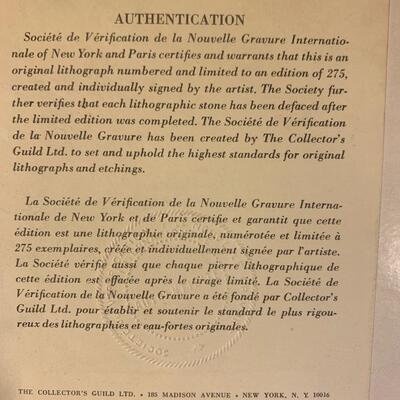 AUTHENTICATION
Société de Vérification de la Nouvelle Gravure Internatio-
nale of New York and Paris certifies and warrants that this is an
original lithograph numbered and limited to an edition of 275,
created and individually signed by the artist. The Society fur-
ther verifies that each lithographic stone has been defaced after
the limited edition was completed. The Société de Vérification
de la Nouvelle Gravure has been created by The Collector's
Guild Ltd. to set and uphold the highest standards for original
lithographs and etchings.
La Société de Vérification de la Nouvelle Gravure Interna-
tionale de New York et de Paris certifie et garantit que cette
édition est une lithographie originale, numérotée et limitée à
275 exemplaires, créée et individuellement signée par l'artiste.
La Société vérifie aussi que chaque pierre lithographique de
cette édition est effacée après le tirage limité. La Société de
Vérification de la Nouvelle Gravure a été fondé par Collector's
Guild Ltd. pour établir et soutenir le standard le plus rigou-
reux des lithographies et eau-fortes originales.
THE COLLECTOR'S GUILD LTD. • 185 MADISON AVENUE • NEW YORK, N. Y. 10016